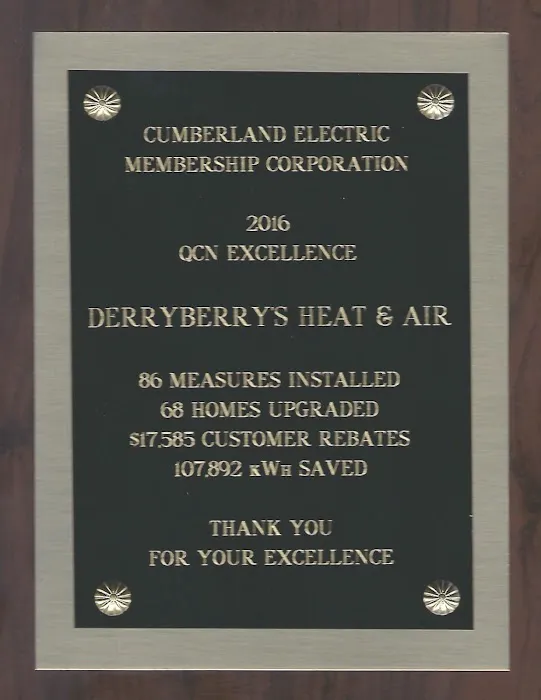 CUMBERLAND ELECTRIC
MEMBERSHIP CORPORATION
2016
QCN EXCELLENCE
DERRYBERRY'S HEAT & AIR
86 MEASURES INSTALLED
68 HOMES UPGRADED
$17,585 CUSTOMER REBATES
107,892 KWH SAVED
THANK YOU
FOR YOUR EXCELLENCE